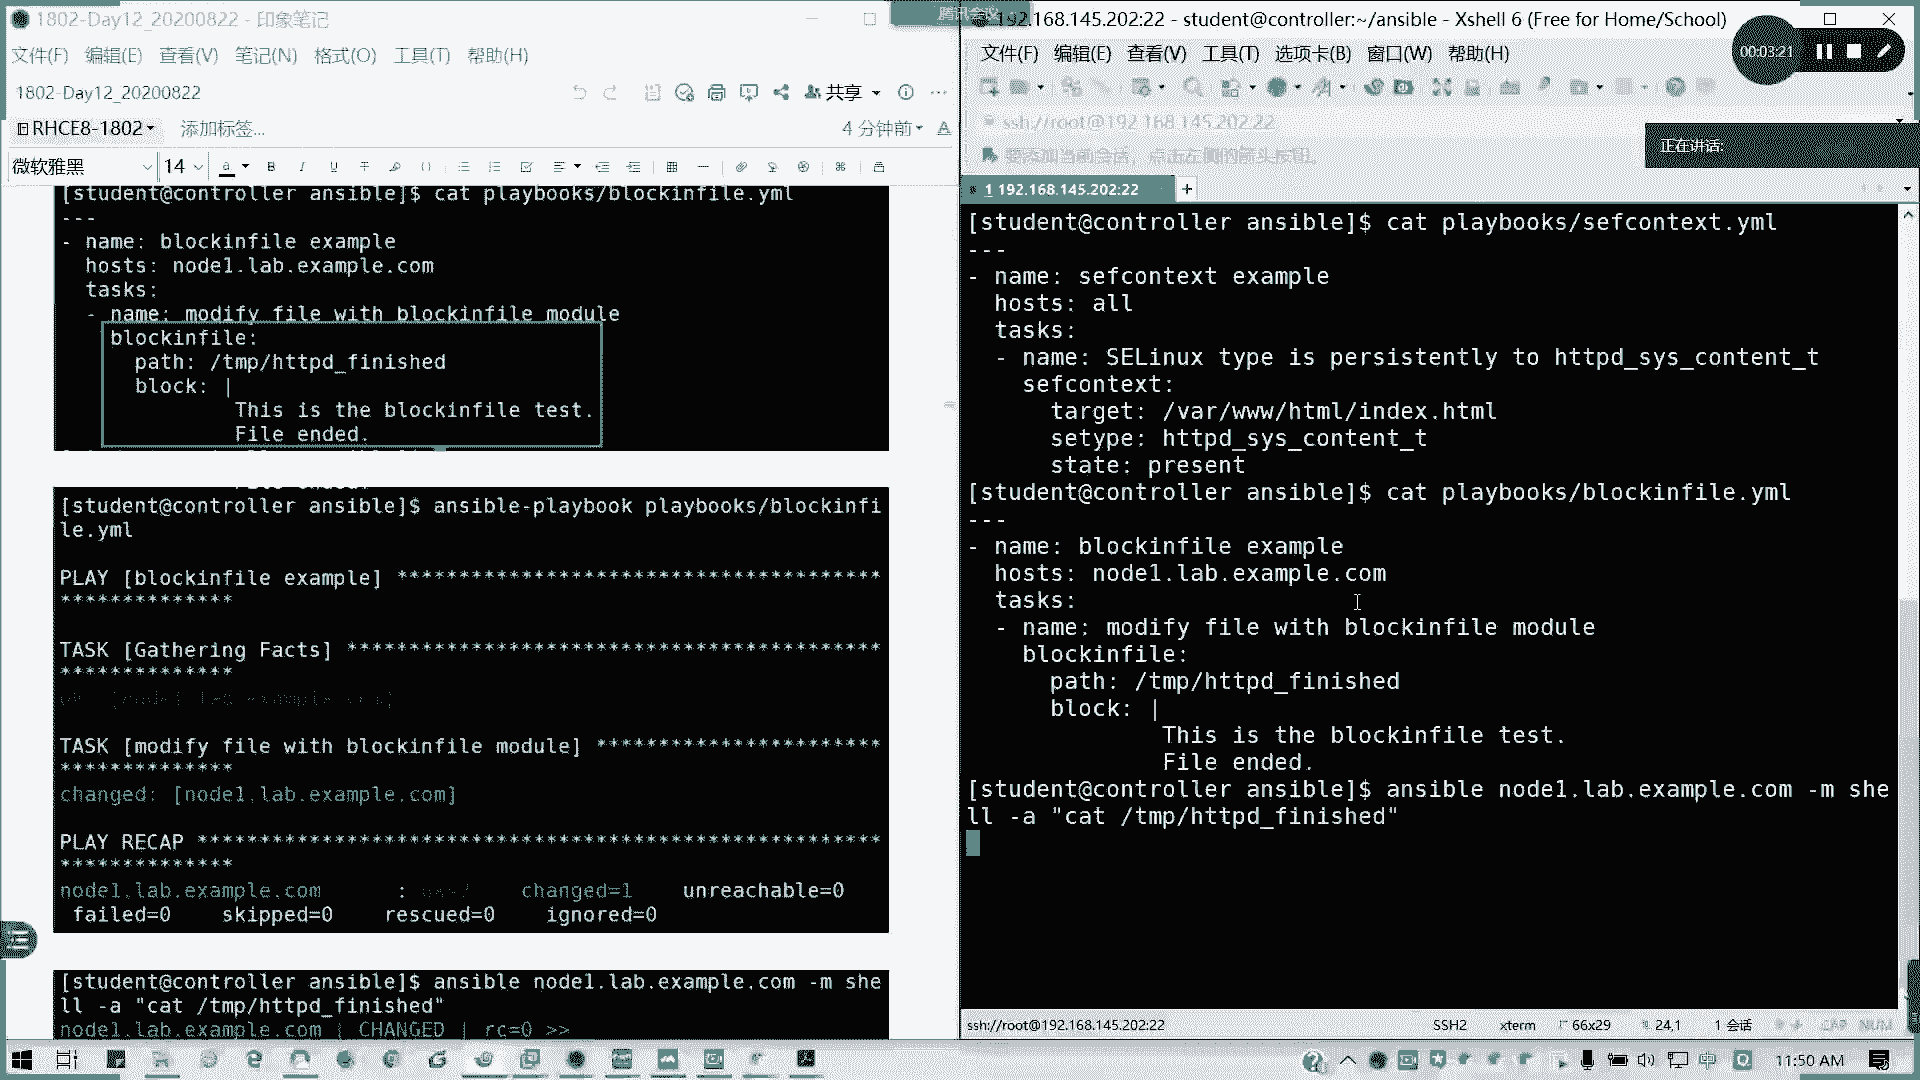 1802-Day12_20200822 - 印象笔记
文件(F) 编辑(E) 查看(V) 笔记(N) 格式(O) 工具(T) 帮助(H)
1802-Day12_20200822
共享
RHCE8-1802
添加标签...
4 分钟前
微软雅黑 14
[student@controller ansible]$ cat playbooks/blockinfile.yml
---
- name: blockinfile example
hosts: node1.lab.example.com
tasks:
- name: modify file with blockinfile module
blockinfile:
path: /tmp/httpd_finished
block: |
This is the blockinfile test.
File ended.
[student@controller ansible]$ ansible-playbook playbooks/blockinfi
le.yml
PLAY [blockinfile example] ***************************************
**************
TASK [Gathering Facts] *******************************************
**************
TASK [modify file with blockinfile module] ***********************
**************
changed: [node1.lab.example.com]
PLAY RECAP *******************************************************
**************
node1.lab.example.com : changed=1 unreachable=0
failed=0 skipped=0 rescued=0 ignored=0
[student@controller ansible]$ ansible node1.lab.example.com -m she
ll -a "cat /tmp/httpd_finished"
node1.lab.example.com | CHANGED | rc=0 >>
腾讯会议
192.168.145.202:22 - student@controller:~/ansible - Xshell 6 (Free for Home/School)
文件(F) 编辑(E) 查看(V) 工具(T) 选项卡(B) 窗口(W) 帮助(H)
00:03:21
ssh://root@192.168.145.202:22
正在讲话:
要添加当前会话，点击左侧的箭头按钮。
1 192.168.145.202:22
[student@controller ansible]$ cat playbooks/sefcontext.yml
---
- name: sefcontext example
hosts: all
tasks:
- name: SELinux type is persistently to httpd_sys_content_t
sefcontext:
target: /var/www/html/index.html
setype: httpd_sys_content_t
state: present
[student@controller ansible]$ cat playbooks/blockinfile.yml
---
- name: blockinfile example
hosts: node1.lab.example.com
tasks:
- name: modify file with blockinfile module
blockinfile:
path: /tmp/httpd_finished
block: |
This is the blockinfile test.
File ended.
[student@controller ansible]$ ansible node1.lab.example.com -m she
ll -a "cat /tmp/httpd_finished"
ssh://root@192.168.145.202:22 SSH2 xterm 66x29 24,1 1 会话 CAP NUM
中 11:50 AM